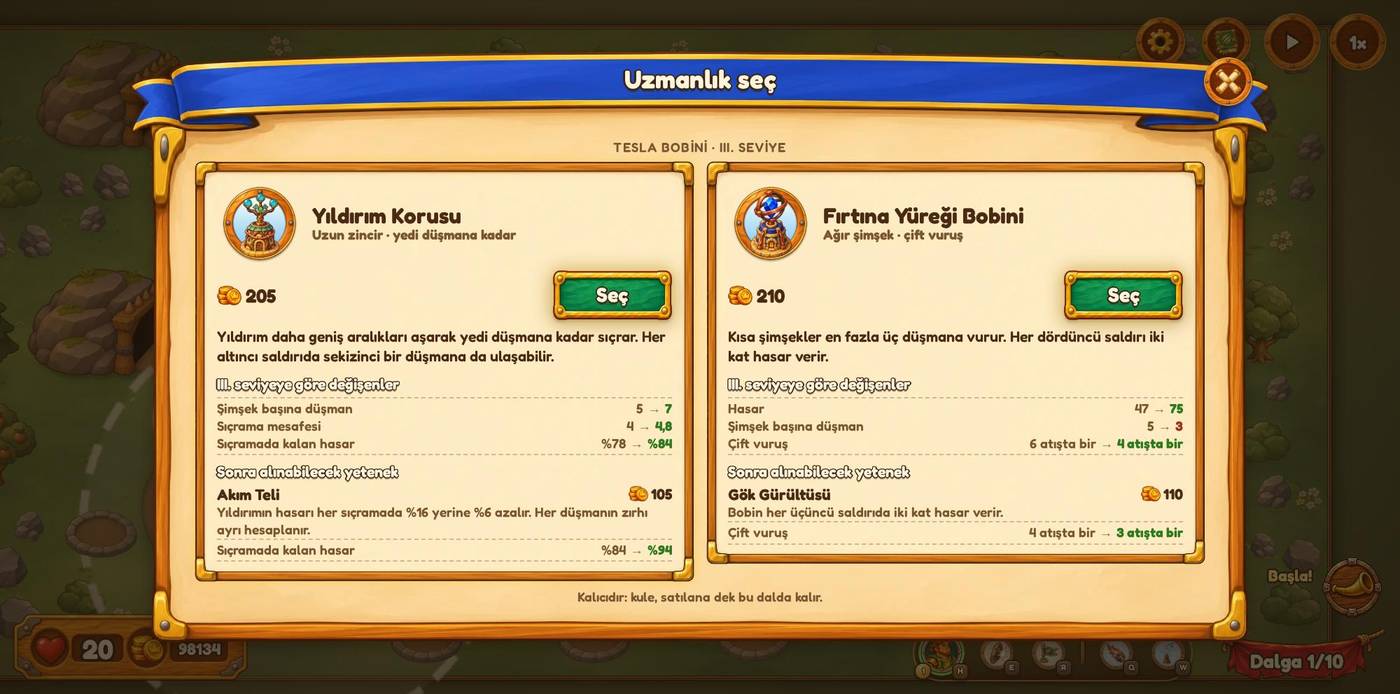 1x
Uzmanlık seç
TESLA BOBİNİ · III. SEVİYE
Yıldırım Korusu
Uzun zincir · yedi düşmana kadar
205
Seç
Yıldırım daha geniş aralıkları aşarak yedi düşmana kadar sıçrar. Her
altıncı saldırıda sekizinci bir düşmana da ulaşabilir.
III. seviyeye göre değişenler
Şimşek başına düşman 5 → 7
Sıçrama mesafesi 4 → 4,8
Sıçramada kalan hasar %78 → %84
Sonra alınabilecek yetenek
Akım Teli 105
Yıldırımın hasarı her sıçramada %16 yerine %6 azalır. Her düşmanın zırhı
ayrı hesaplanır.
Sıçramada kalan hasar %84 → %94
Fırtına Yüreği Bobini
Ağır şimşek · çift vuruş
210
Seç
Kısa şimşekler en fazla üç düşmana vurur. Her dördüncü saldırı iki
kat hasar verir.
III. seviyeye göre değişenler
Hasar 47 → 75
Şimşek başına düşman 5 → 3
Çift vuruş 6 atışta bir → 4 atışta bir
Sonra alınabilecek yetenek
Gök Gürültüsü 110
Bobin her üçüncü saldırıda iki kat hasar verir.
Çift vuruş 4 atışta bir → 3 atışta bir
Kalıcıdır: kule, satılana dek bu dalda kalır.
Başla!
20
98134
H
E
R
Q
W
Dalga 1/10